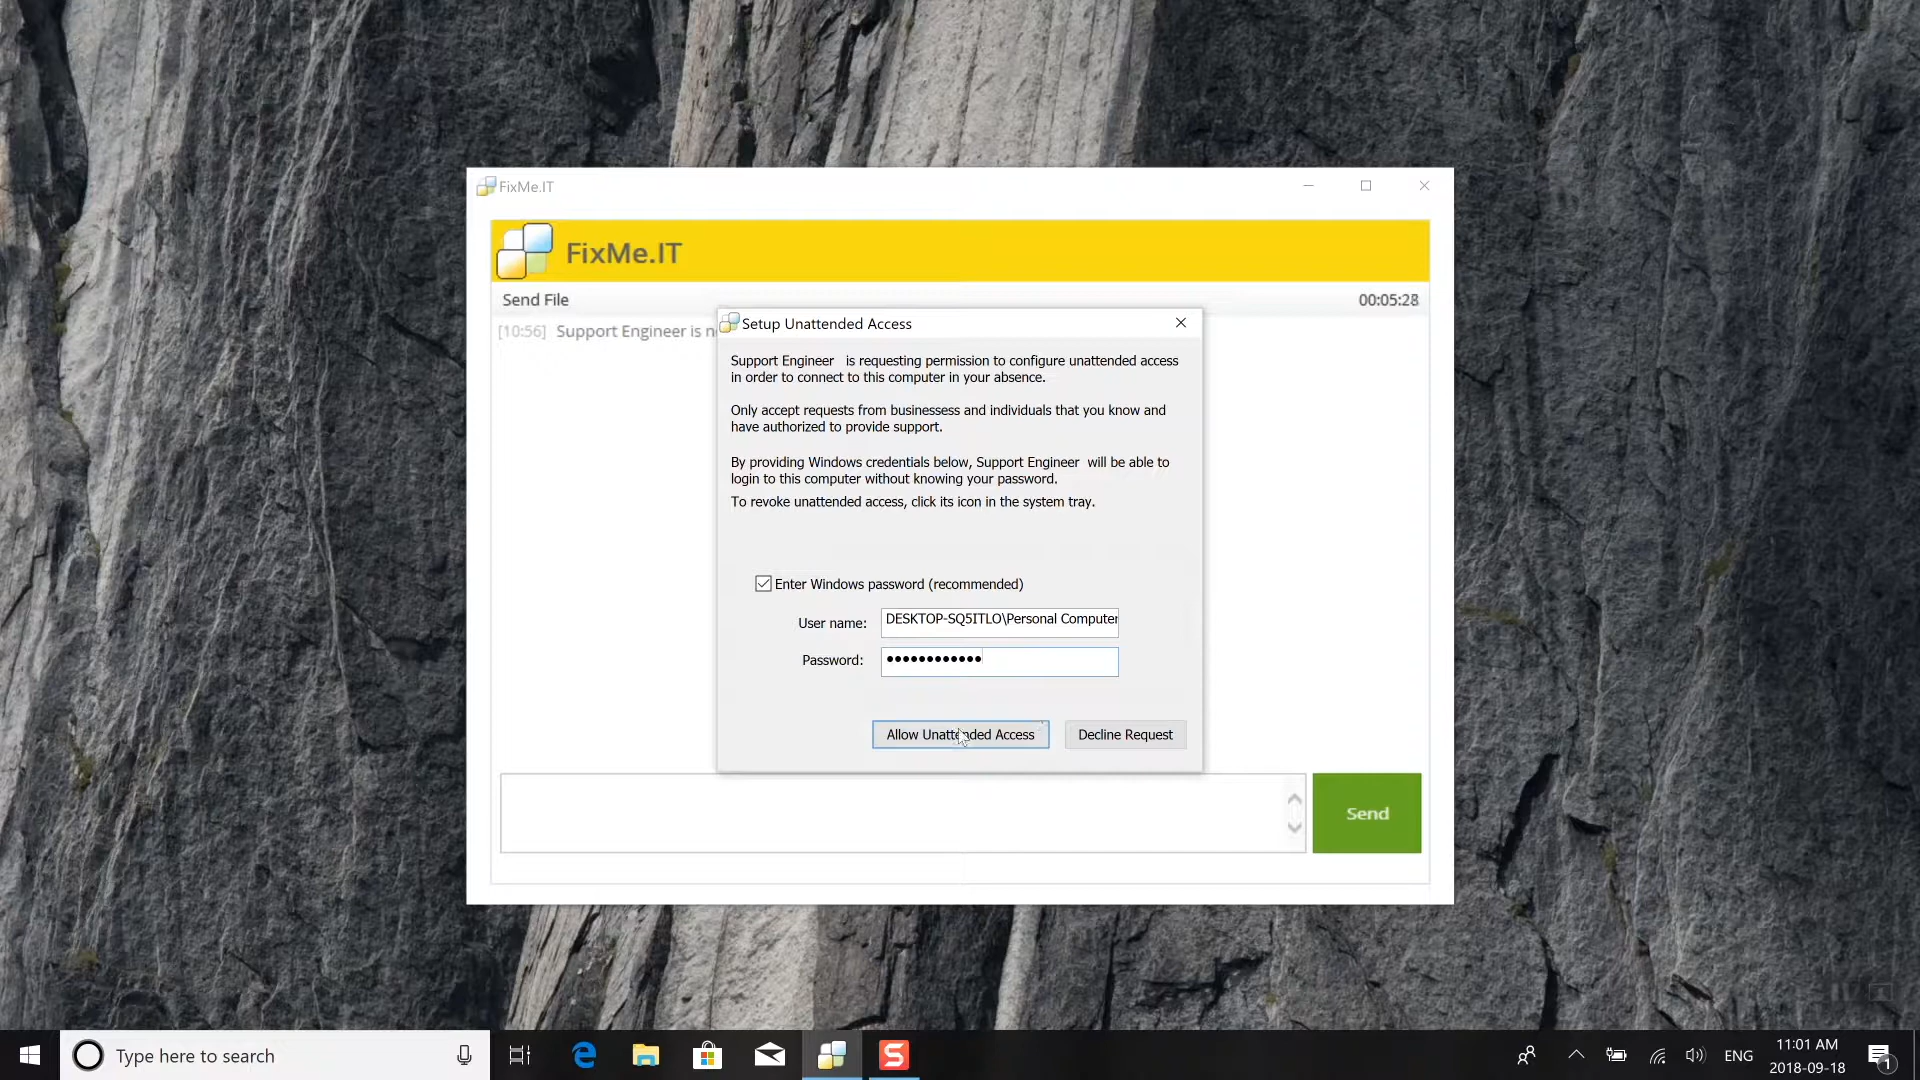 FixMe.IT
FixMe.IT
Send File
00:05:28
[10:56] Support Engineer is n
Setup Unattended Access
Support Engineer is requesting permission to configure unattended access
in order to connect to this computer in your absence.
Only accept requests from businessess and individuals that you know and
have authorized to provide support.
By providing Windows credentials below, Support Engineer will be able to
login to this computer without knowing your password.
To revoke unattended access, click its icon in the system tray.
Enter Windows password (recommended)
User name: DESKTOP-SQ5ITLO\Personal Computer
Password: ••••••••••••
Allow Unattended Access
Decline Request
Send
Type here to search
ENG
11:01 AM
2018-09-18
1